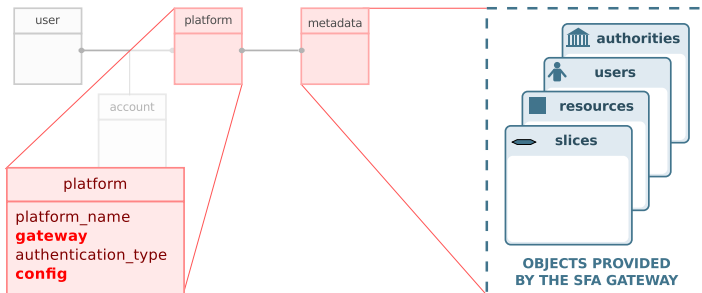 user
platform
metadata
account
platform
platform_name
gateway
authentication_type
config
authorities
users
resources
slices
OBJECTS PROVIDED
BY THE SFA GATEWAY